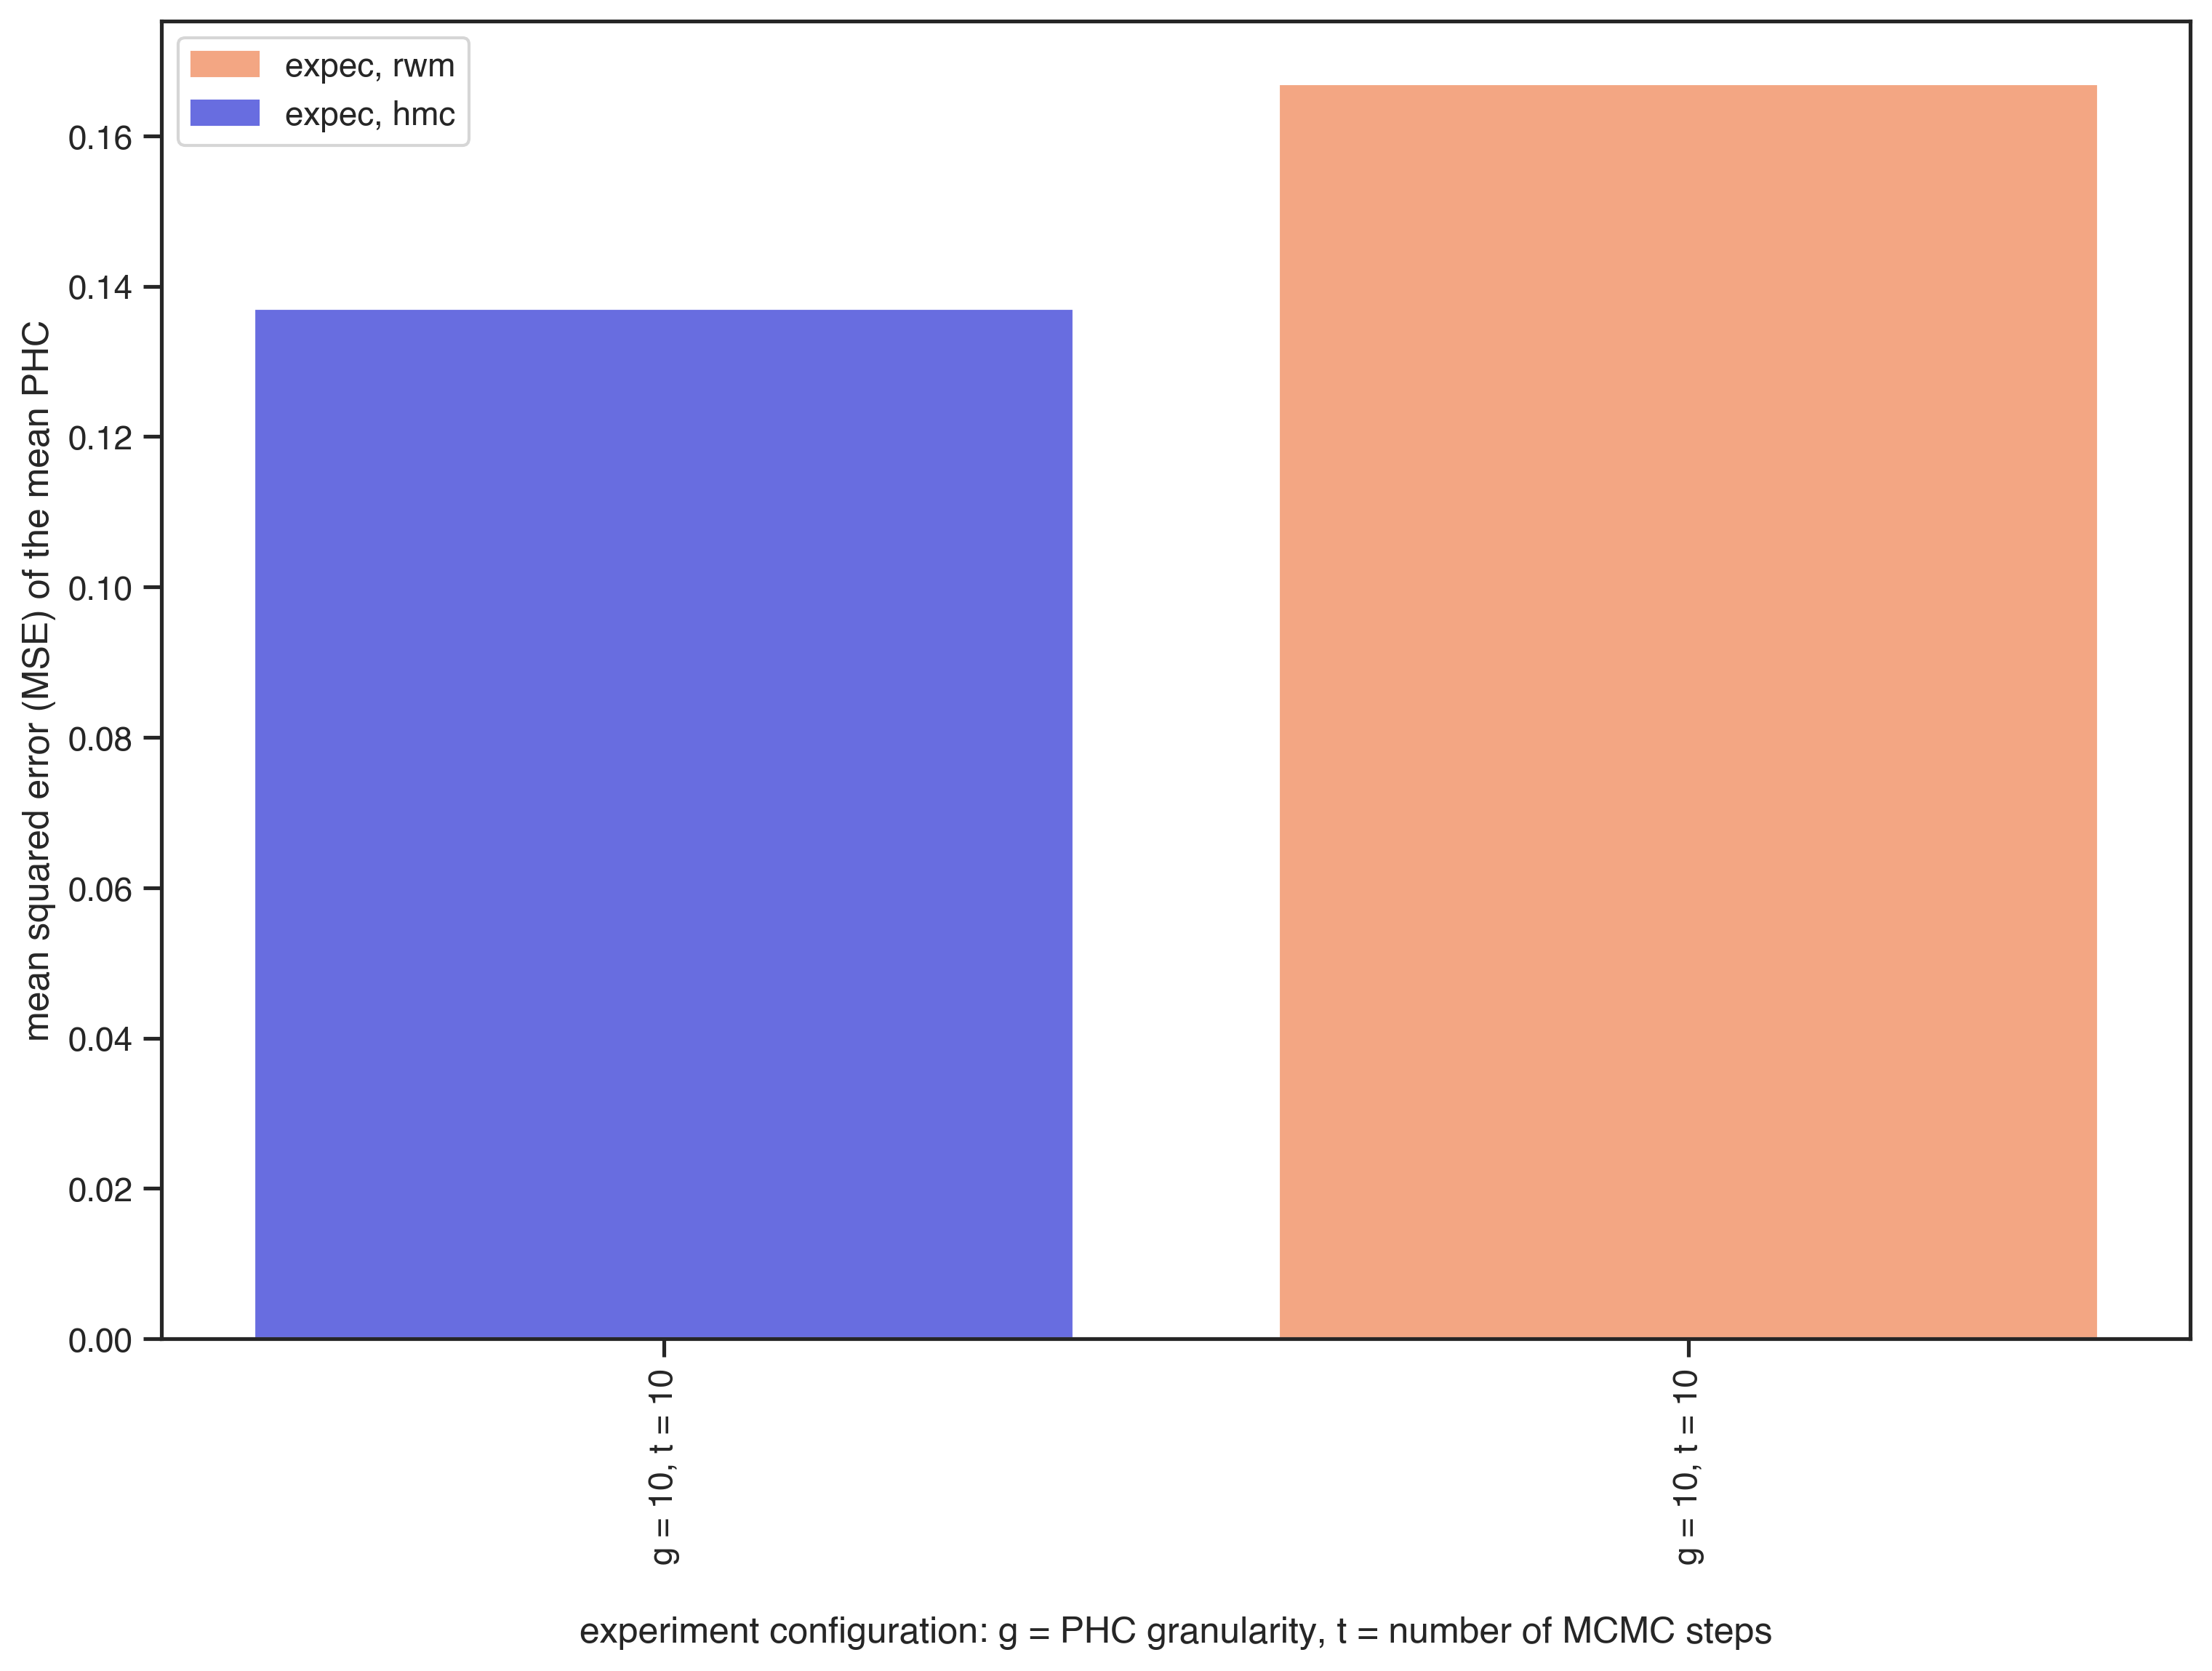 expec, rwm
expec, hmc
mean squared error (MSE) of the mean PHC
0.16
0.14
0.12
0.10
0.08
0.06
0.04
0.02
0.00
g = 10, t = 10
g = 10, t = 10
experiment configuration: g = PHC granularity, t = number of MCMC steps